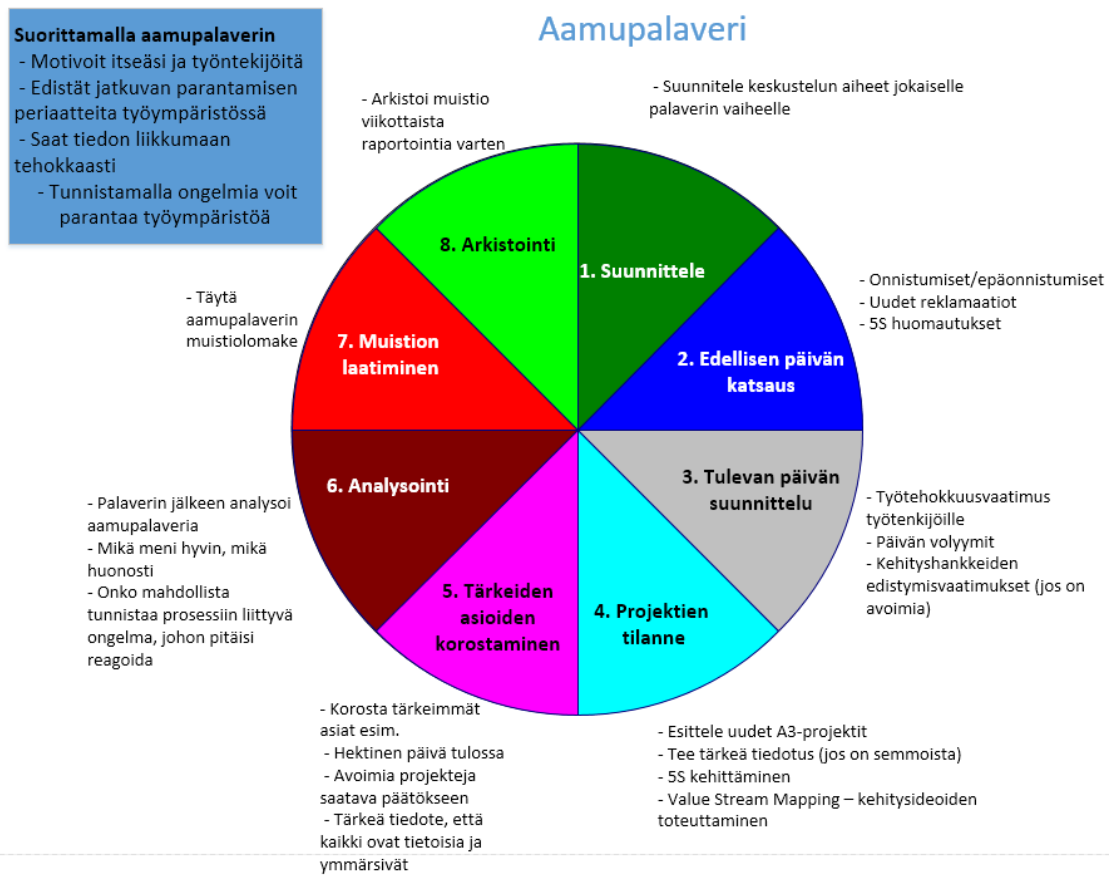 Aamupalaveri
Suorittamalla aamupalaverin
- Motivoit itseäsi ja työntekijöitä
- Edistät jatkuvan parantamisen
periaatteita työympäristössä
- Saat tiedon liikkumaan
tehokkaasti
- Tunnistamalla ongelmia voit
parantaa työympäristöä
- Suunnitele keskustelun aiheet jokaiselle
palaverin vaiheelle
1. Suunnittele
- Onnistumiset/epäonnistumiset
- Uudet reklamaatiot
- 5S huomautukset
2. Edellisen päivän
katsaus
- Työtehokkuusvaatimus
työtenkijöille
- Päivän volyymit
- Kehityshankkeiden
edistymisvaatimukset (jos on
avoimia)
3. Tulevan päivän
suunnittelu
- Esittele uudet A3-projektit
- Tee tärkeä tiedotus (jos on semmoista)
- 5S kehittäminen
- Value Stream Mapping – kehitysideoiden
toteuttaminen
4. Projektien
tilanne
- Korosta tärkeimmät
asiat esim.
- Hektinen päivä tulossa
- Avoimia projekteja
saatava päätökseen
- Tärkeä tiedote, että
kaikki ovat tietoisia ja
ymmärsivät
5. Tärkeiden
asioiden
korostaminen
- Palaverin jälkeen analysoi
aamupalaveria
- Mikä meni hyvin, mikä
huonosti
- Onko mahdollista
tunnistaa prosessiin liittyvä
ongelma, johon pitäisi
reagoida
6. Analysointi
- Täytä
aamupalaverin
muistiolomake
7. Muistion
laatiminen
- Arkistoi muistio
viikottaista
raportointia varten
8. Arkistointi